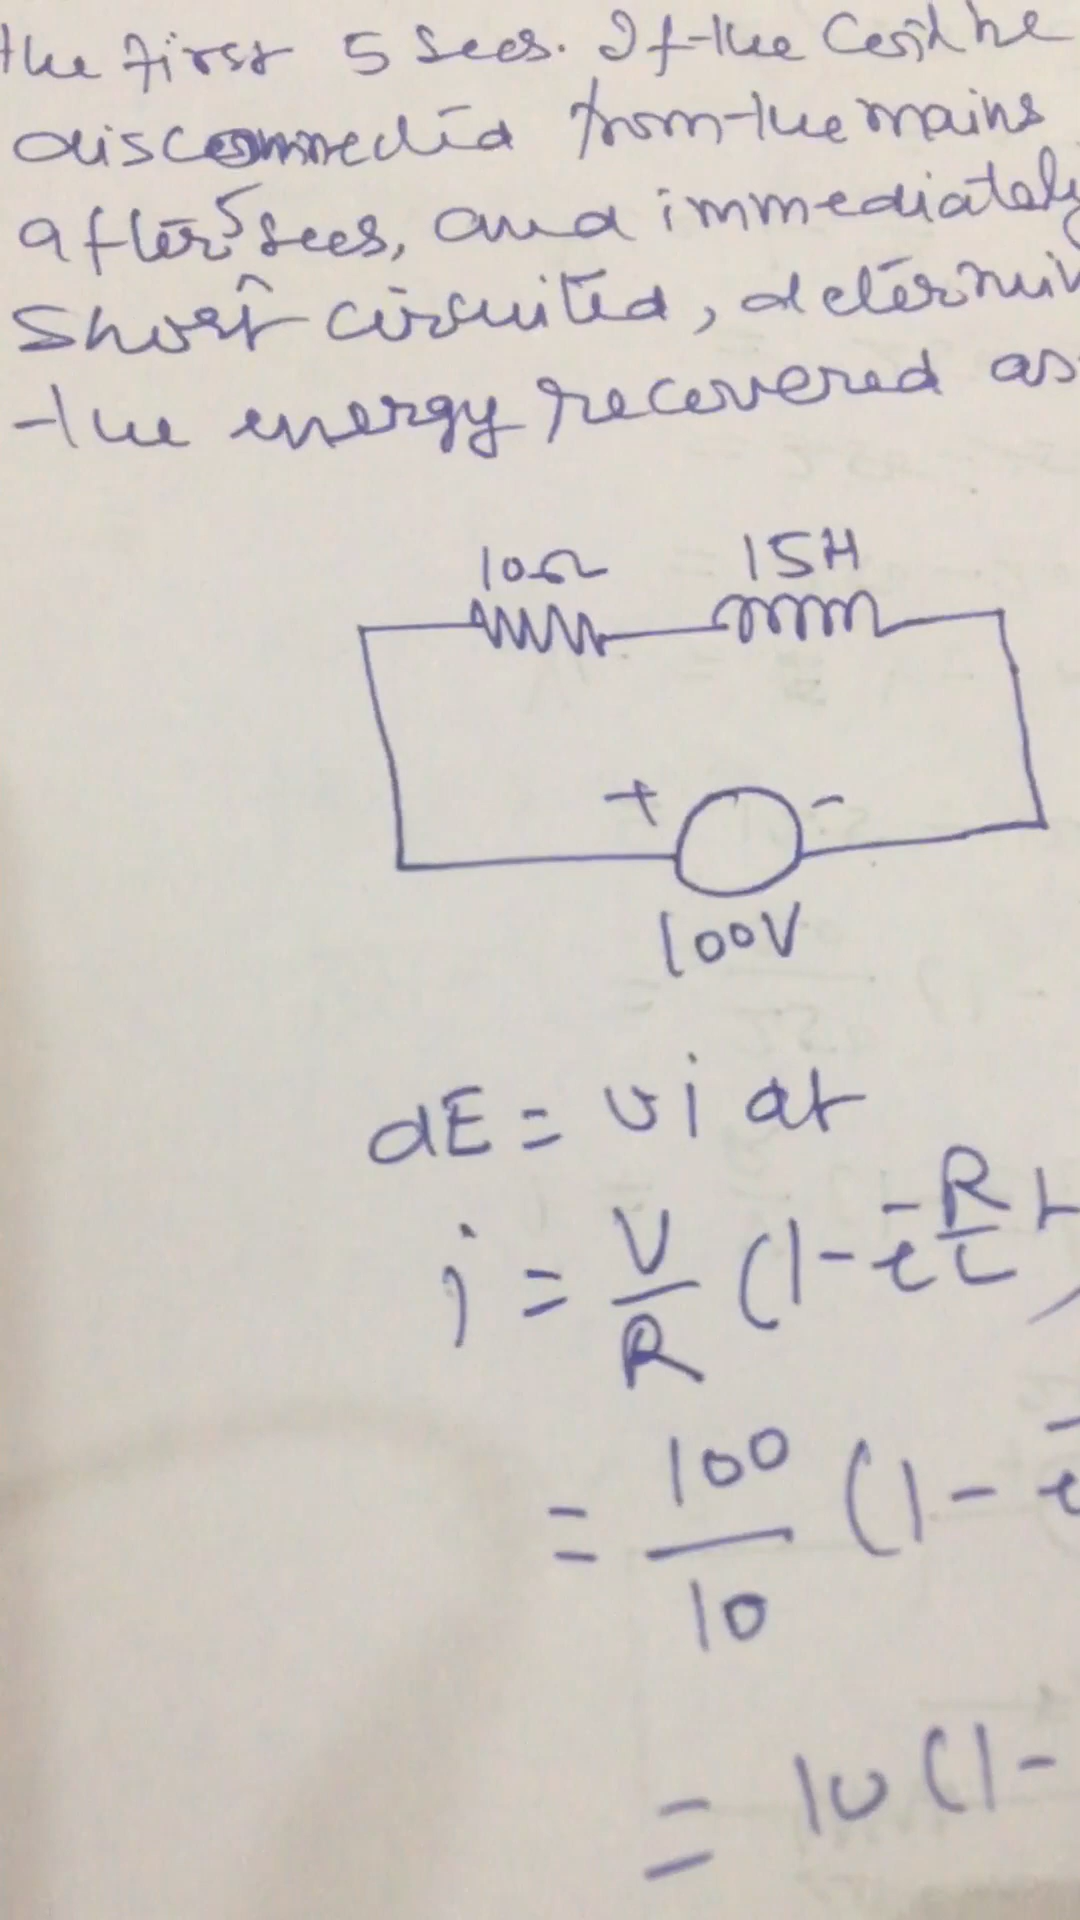 the first 5 secs. If the Coil be
disconnected from the mains
after 5 secs, and immediately
Short circuited, determin
the energy recovered as
10Ω 15H
+ -
100V
dE = vi dt
i = V/R (1 - e^-R/L t)
= 100/10 (1 - e^-
= 10 (1 -